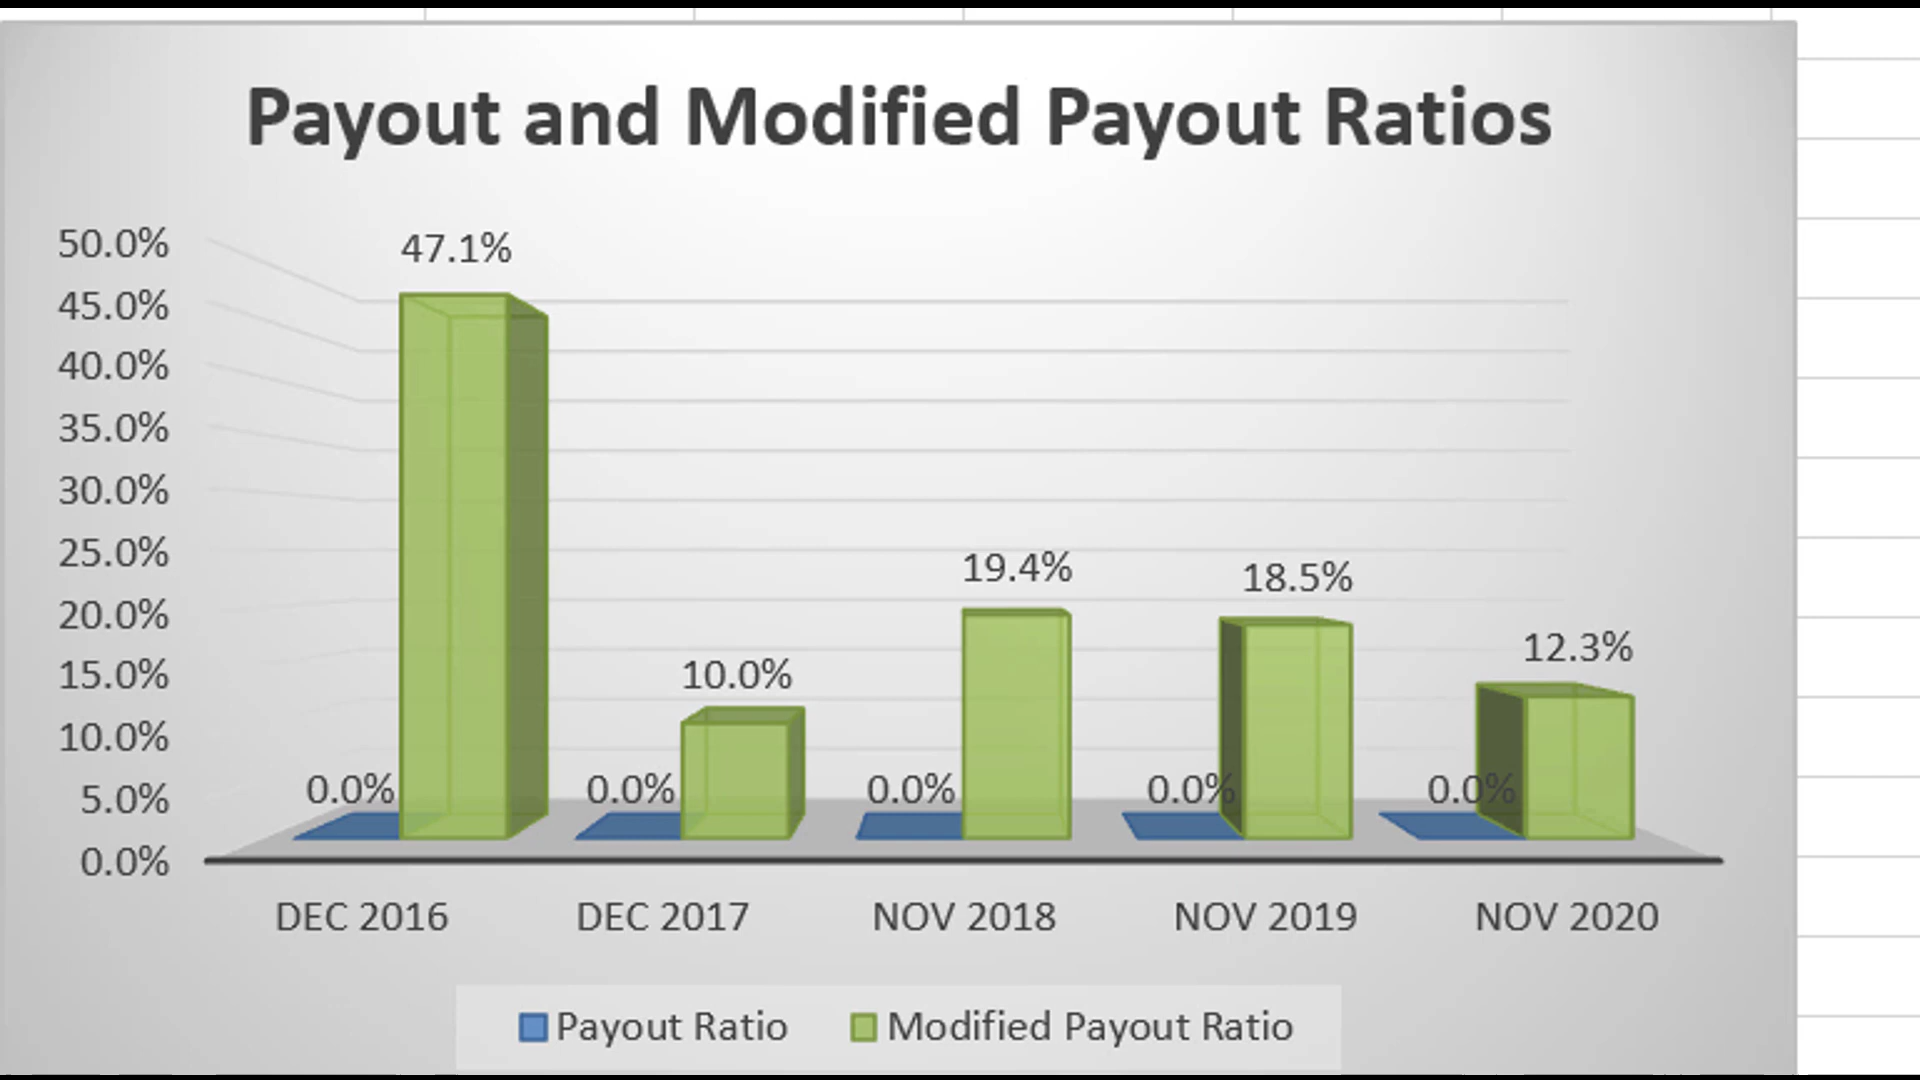 Payout and Modified Payout Ratios
50.0%
45.0%
40.0%
35.0%
30.0%
25.0%
20.0%
15.0%
10.0%
5.0%
0.0%
47.1%
10.0%
19.4%
18.5%
12.3%
0.0%
0.0%
0.0%
0.0%
0.0%
DEC 2016
DEC 2017
NOV 2018
NOV 2019
NOV 2020
Payout Ratio
Modified Payout Ratio